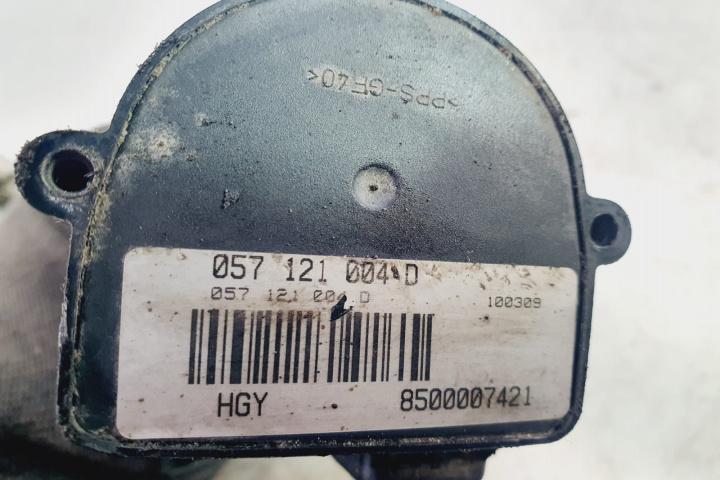 >PPS-GF40<
057 121 004 D
057 121 004 D
100309
HGY
8500007421